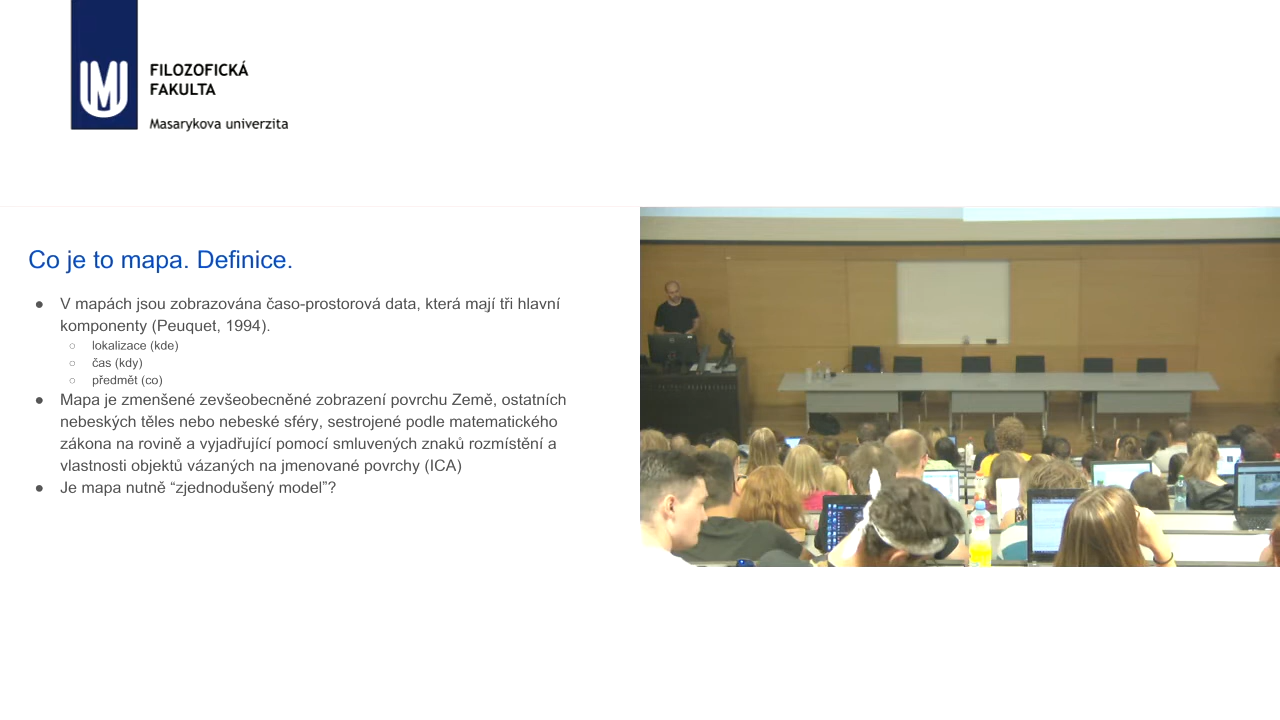 FILOZOFICKÁ
FAKULTA
Masarykova univerzita
Co je to mapa. Definice.
● V mapách jsou zobrazována časo-prostorová data, která mají tři hlavní
komponenty (Peuquet, 1994).
○ lokalizace (kde)
○ čas (kdy)
○ předmět (co)
● Mapa je zmenšené zevšeobecněné zobrazení povrchu Země, ostatních
nebeských těles nebo nebeské sféry, sestrojené podle matematického
zákona na rovině a vyjadřující pomocí smluvených znaků rozmístění a
vlastnosti objektů vázaných na jmenované povrchy (ICA)
● Je mapa nutně “zjednodušený model”?